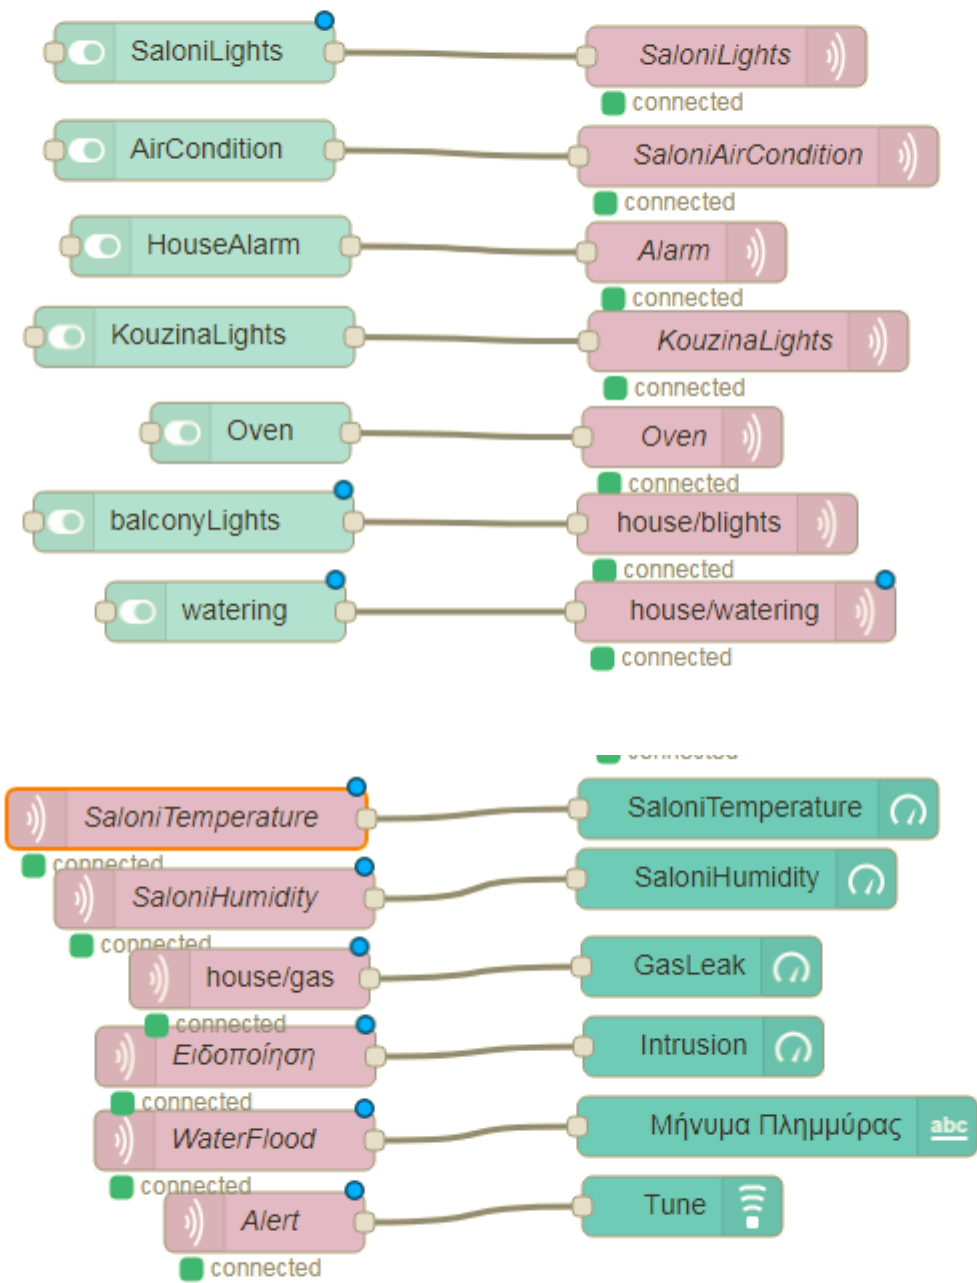 SaloniLights
SaloniLights
connected
AirCondition
SaloniAirCondition
connected
HouseAlarm
Alarm
connected
KouzinaLights
KouzinaLights
connected
Oven
Oven
connected
balconyLights
house/blights
connected
watering
house/watering
connected
connected
SaloniTemperature
SaloniTemperature
connected
SaloniHumidity
SaloniHumidity
connected
house/gas
GasLeak
connected
Ειδοποίηση
Intrusion
connected
WaterFlood
Μήνυμα Πλημμύρας
abc
connected
Alert
Tune
connected